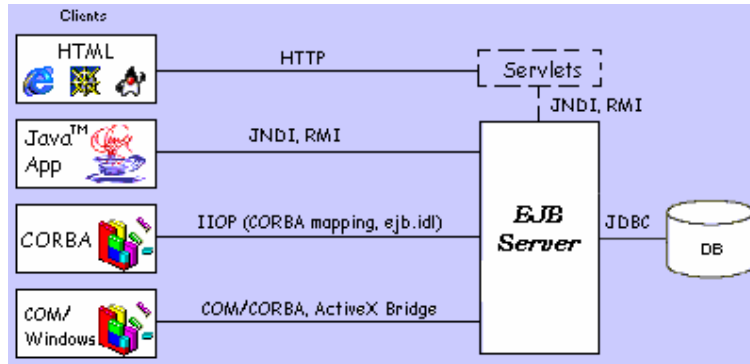 Clients
HTML
HTTP
Servlets
JNDI, RMI
Java™
App
JNDI, RMI
EJB
Server
JDBC
DB
CORBA
IIOP (CORBA mapping, ejb.idl)
COM/
Windows
COM/CORBA, ActiveX Bridge